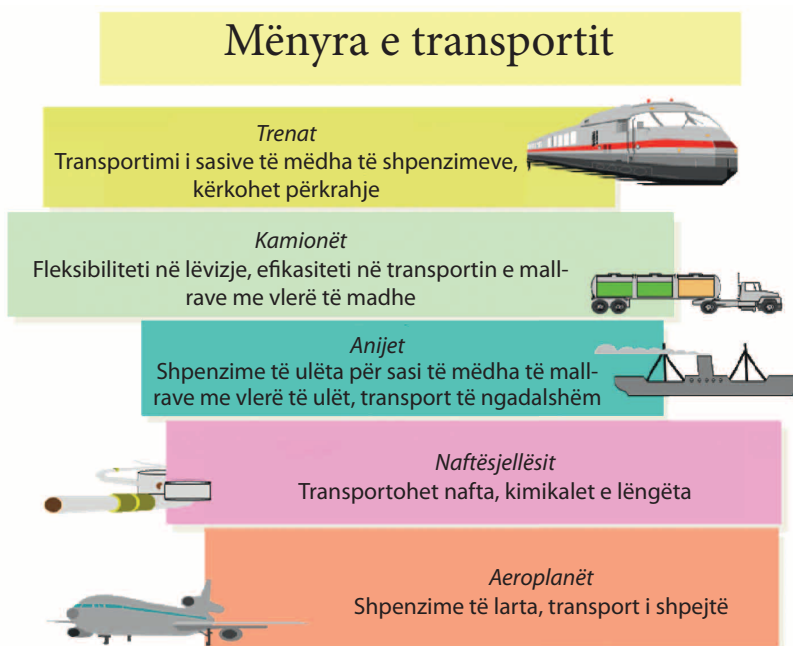 Mënyra e transportit
Trenat
Transportimi i sasive të mëdha të shpenzimeve,
kërkohet përkrahje
Kamionët
Fleksibiliteti në lëvizje, efikasiteti në transportin e mall-
rave me vlerë të madhe
Anijet
Shpenzime të ulëta për sasi të mëdha të mall-
rave me vlerë të ulët, transport të ngadalshëm
Naftësjellësit
Transportohet nafta, kimikalet e lëngëta
Aeroplanët
Shpenzime të larta, transport i shpejtë